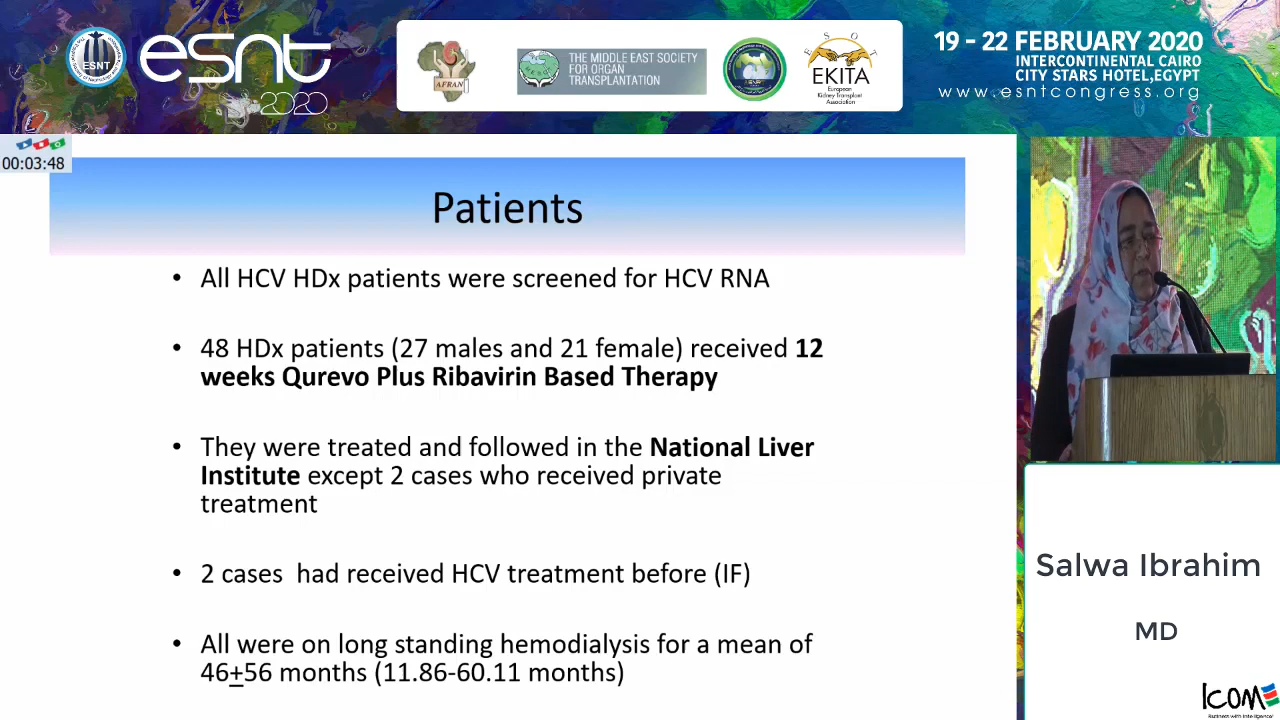 ESNT
esnt
2020
AFRAN
THE MIDDLE EAST SOCIETY
FOR ORGAN
TRANSPLANTATION
E S O T
EKITA
European
Kidney Transplant
Association
19 - 22 FEBRUARY 2020
INTERCONTINENTAL CAIRO
CITY STARS HOTEL,EGYPT
www.esntcongress.org
00:03:48
Patients
• All HCV HDx patients were screened for HCV RNA
• 48 HDx patients (27 males and 21 female) received 12
weeks Qurevo Plus Ribavirin Based Therapy
• They were treated and followed in the National Liver
Institute except 2 cases who received private
treatment
• 2 cases had received HCV treatment before (IF)
• All were on long standing hemodialysis for a mean of
46+56 months (11.86-60.11 months)
Salwa Ibrahim
MD
ICOM
Partners with Intelligence!